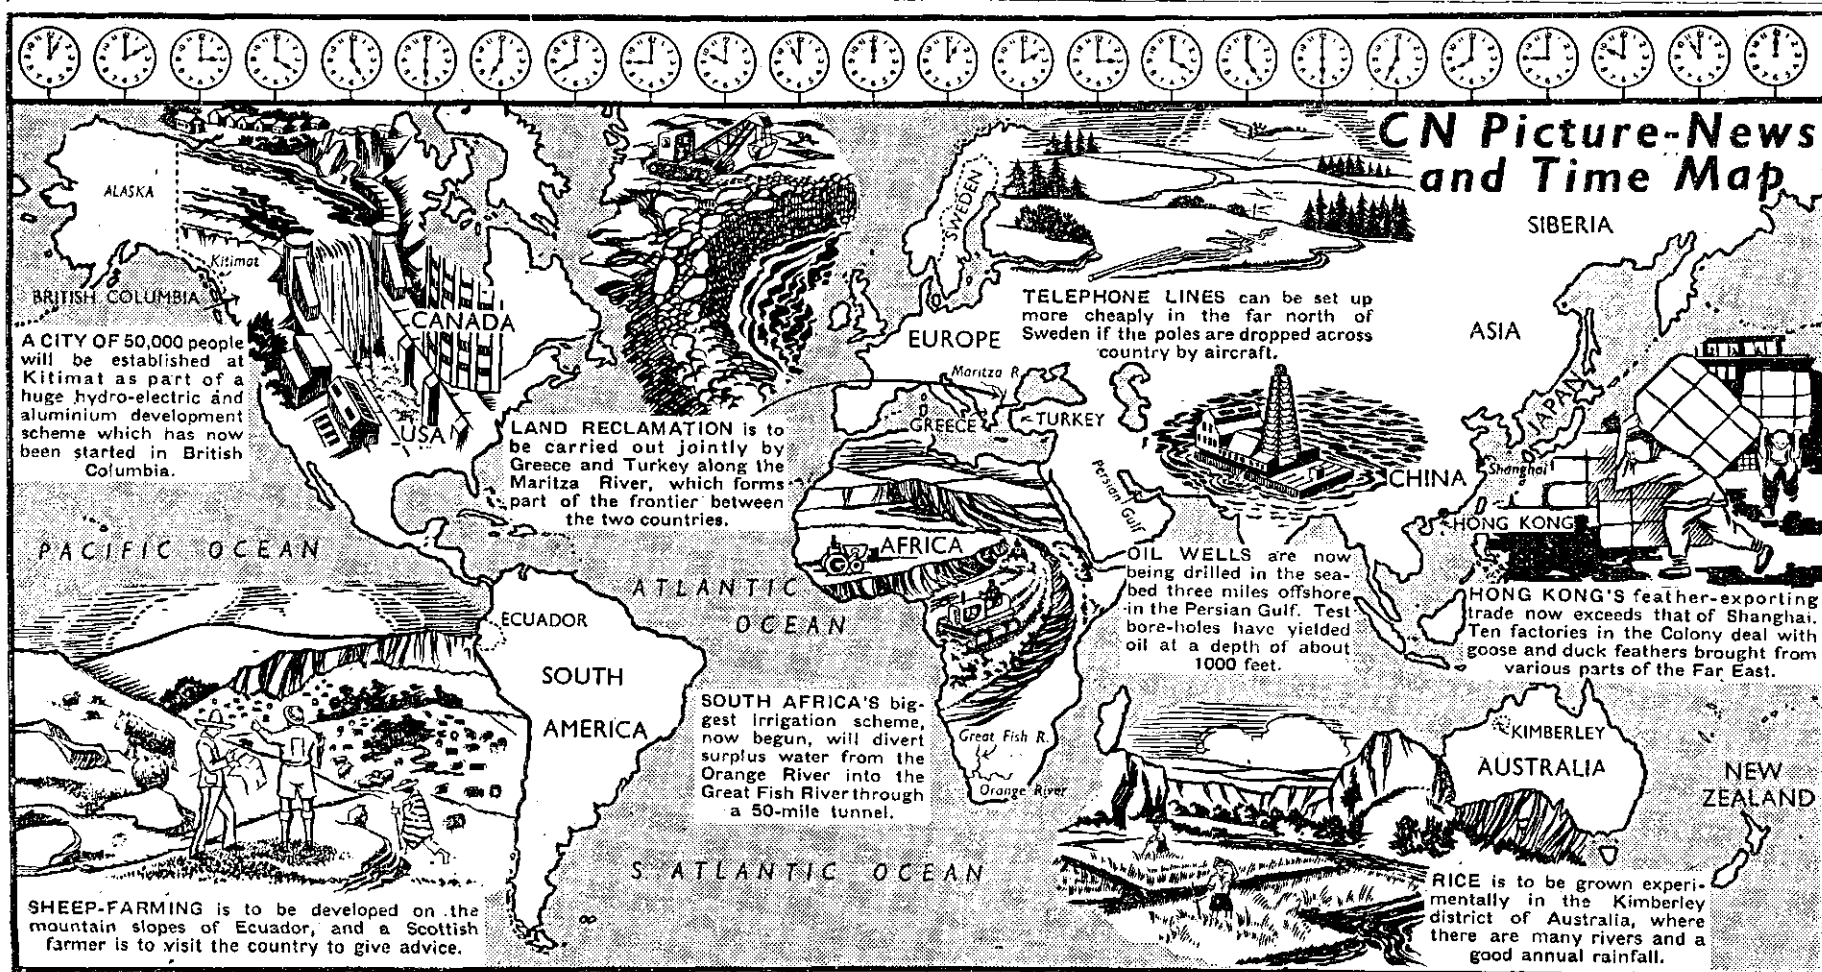 CN Picture-News
and Time Map
ALASKA
Kitimat
BRITISH COLUMBIA
CANADA
USA
A CITY OF 50,000 people
will be established at
Kitimat as part of a
huge hydro-electric and
aluminium development
scheme which has now
been started in British
Columbia.
SWEDEN
SIBERIA
EUROPE
ASIA
TELEPHONE LINES can be set up
more cheaply in the far north of
Sweden if the poles are dropped across
country by aircraft.
Maritza R.
GREECE
TURKEY
LAND RECLAMATION is to
be carried out jointly by
Greece and Turkey along the
Maritza River, which forms
part of the frontier between
the two countries.
Persian Gulf
CHINA
JAPAN
Shanghai
HONG KONG
PACIFIC OCEAN
ATLANTIC
OCEAN
AFRICA
OIL WELLS are now
being drilled in the sea-
bed three miles offshore
in the Persian Gulf. Test
bore-holes have yielded
oil at a depth of about
1000 feet.
HONG KONG'S feather-exporting
trade now exceeds that of Shanghai.
Ten factories in the Colony deal with
goose and duck feathers brought from
various parts of the Far East.
ECUADOR
SOUTH
AMERICA
SOUTH AFRICA'S big-
gest irrigation scheme,
now begun, will divert
surplus water from the
Orange River into the
Great Fish River through
a 50-mile tunnel.
Great Fish R.
Orange River
KIMBERLEY
AUSTRALIA
NEW
ZEALAND
S. ATLANTIC OCEAN
SHEEP-FARMING is to be developed on the
mountain slopes of Ecuador, and a Scottish
farmer is to visit the country to give advice.
RICE is to be grown experi-
mentally in the Kimberley
district of Australia, where
there are many rivers and a
good annual rainfall.